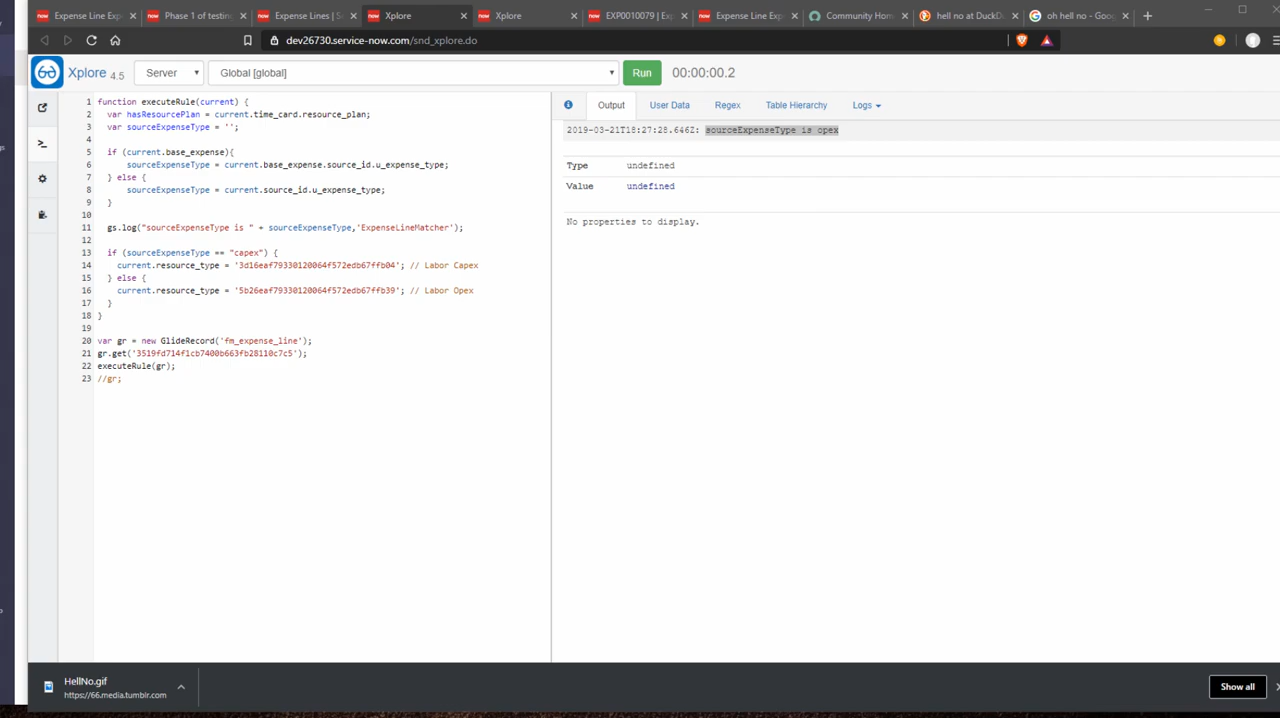 Expense Line Exp
Phase 1 of testin
Expense Lines | S
Xplore
Xplore
EXP0010079 | Exp
Expense Line Exp
Community Hom
hell no at DuckD
oh hell no - Goog
dev26730.service-now.com/snd_xplore.do
Xplore 4.5
Server
Global [global]
Run
00:00:00.2
1 function executeRule(current) {
2 var hasResourcePlan = current.time_card.resource_plan;
3 var sourceExpenseType = '';
4
5 if (current.base_expense){
6 sourceExpenseType = current.base_expense.source_id.u_expense_type;
7 } else {
8 sourceExpenseType = current.source_id.u_expense_type;
9 }
10
11 gs.log("sourceExpenseType is " + sourceExpenseType,'ExpenseLineMatcher');
12
13 if (sourceExpenseType == "capex") {
14 current.resource_type = '3d16eaf79330120064f572edb67ffb04'; // Labor Capex
15 } else {
16 current.resource_type = '5b26eaf79330120064f572edb67ffb39'; // Labor Opex
17 }
18 }
19
20 var gr = new GlideRecord('fm_expense_line');
21 gr.get('3519fd714f1cb7400b663fb28110c7c5');
22 executeRule(gr);
23 //gr;
Output
User Data
Regex
Table Hierarchy
Logs
2019-03-21T18:27:28.646Z: sourceExpenseType is opex
Type undefined
Value undefined
No properties to display.
HellNo.gif
https://66.media.tumblr.com
Show all